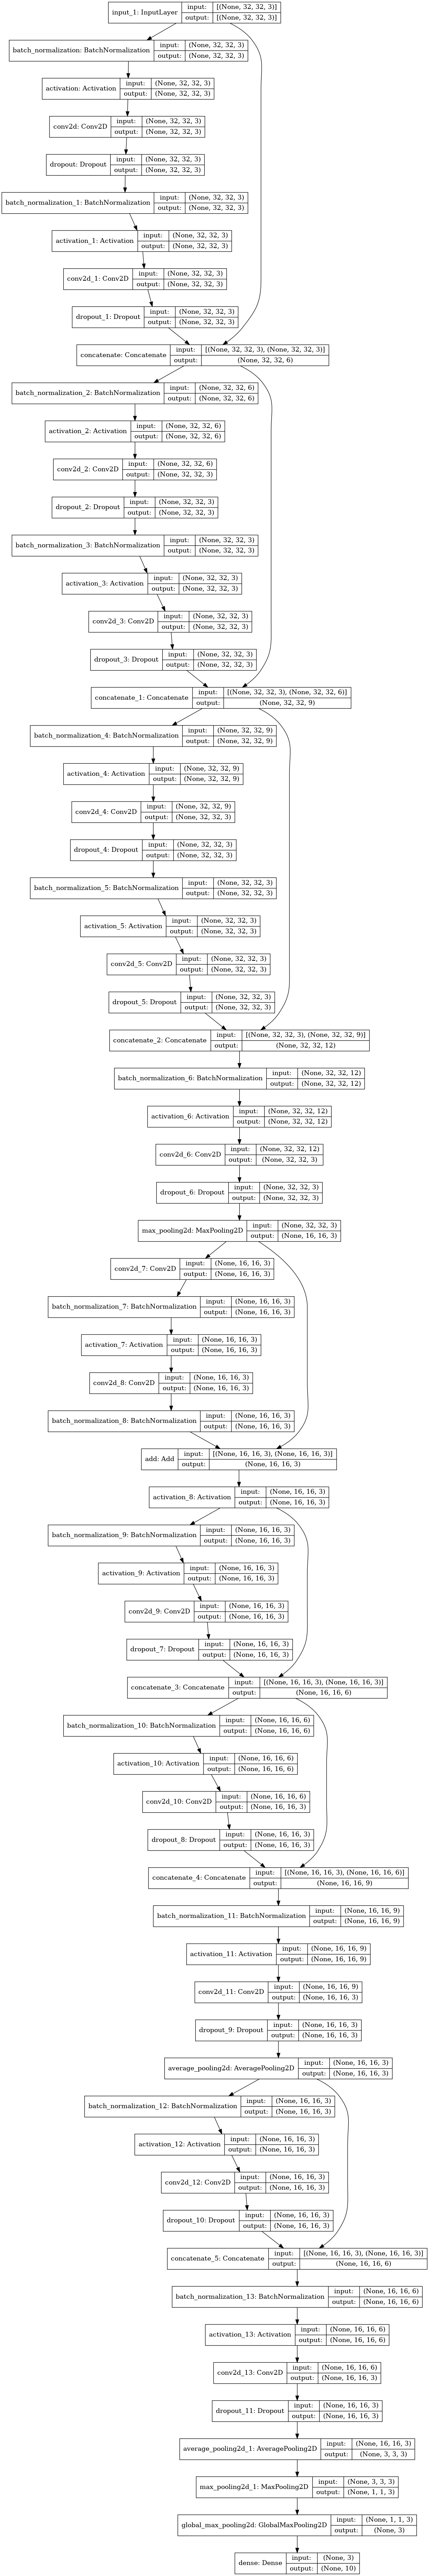 input_1: InputLayer input: [(None, 32, 32, 3)]
output: [(None, 32, 32, 3)]
batch_normalization: BatchNormalization input: (None, 32, 32, 3)
output: (None, 32, 32, 3)
activation: Activation input: (None, 32, 32, 3)
output: (None, 32, 32, 3)
conv2d: Conv2D input: (None, 32, 32, 3)
output: (None, 32, 32, 3)
dropout: Dropout input: (None, 32, 32, 3)
output: (None, 32, 32, 3)
batch_normalization_1: BatchNormalization input: (None, 32, 32, 3)
output: (None, 32, 32, 3)
activation_1: Activation input: (None, 32, 32, 3)
output: (None, 32, 32, 3)
conv2d_1: Conv2D input: (None, 32, 32, 3)
output: (None, 32, 32, 3)
dropout_1: Dropout input: (None, 32, 32, 3)
output: (None, 32, 32, 3)
concatenate: Concatenate input: [(None, 32, 32, 3), (None, 32, 32, 3)]
output: (None, 32, 32, 6)
batch_normalization_2: BatchNormalization input: (None, 32, 32, 6)
output: (None, 32, 32, 6)
activation_2: Activation input: (None, 32, 32, 6)
output: (None, 32, 32, 6)
conv2d_2: Conv2D input: (None, 32, 32, 6)
output: (None, 32, 32, 3)
dropout_2: Dropout input: (None, 32, 32, 3)
output: (None, 32, 32, 3)
batch_normalization_3: BatchNormalization input: (None, 32, 32, 3)
output: (None, 32, 32, 3)
activation_3: Activation input: (None, 32, 32, 3)
output: (None, 32, 32, 3)
conv2d_3: Conv2D input: (None, 32, 32, 3)
output: (None, 32, 32, 3)
dropout_3: Dropout input: (None, 32, 32, 3)
output: (None, 32, 32, 3)
concatenate_1: Concatenate input: [(None, 32, 32, 3), (None, 32, 32, 6)]
output: (None, 32, 32, 9)
batch_normalization_4: BatchNormalization input: (None, 32, 32, 9)
output: (None, 32, 32, 9)
activation_4: Activation input: (None, 32, 32, 9)
output: (None, 32, 32, 9)
conv2d_4: Conv2D input: (None, 32, 32, 9)
output: (None, 32, 32, 3)
dropout_4: Dropout input: (None, 32, 32, 3)
output: (None, 32, 32, 3)
batch_normalization_5: BatchNormalization input: (None, 32, 32, 3)
output: (None, 32, 32, 3)
activation_5: Activation input: (None, 32, 32, 3)
output: (None, 32, 32, 3)
conv2d_5: Conv2D input: (None, 32, 32, 3)
output: (None, 32, 32, 3)
dropout_5: Dropout input: (None, 32, 32, 3)
output: (None, 32, 32, 3)
concatenate_2: Concatenate input: [(None, 32, 32, 3), (None, 32, 32, 9)]
output: (None, 32, 32, 12)
batch_normalization_6: BatchNormalization input: (None, 32, 32, 12)
output: (None, 32, 32, 12)
activation_6: Activation input: (None, 32, 32, 12)
output: (None, 32, 32, 12)
conv2d_6: Conv2D input: (None, 32, 32, 12)
output: (None, 32, 32, 3)
dropout_6: Dropout input: (None, 32, 32, 3)
output: (None, 32, 32, 3)
max_pooling2d: MaxPooling2D input: (None, 32, 32, 3)
output: (None, 16, 16, 3)
conv2d_7: Conv2D input: (None, 16, 16, 3)
output: (None, 16, 16, 3)
batch_normalization_7: BatchNormalization input: (None, 16, 16, 3)
output: (None, 16, 16, 3)
activation_7: Activation input: (None, 16, 16, 3)
output: (None, 16, 16, 3)
conv2d_8: Conv2D input: (None, 16, 16, 3)
output: (None, 16, 16, 3)
batch_normalization_8: BatchNormalization input: (None, 16, 16, 3)
output: (None, 16, 16, 3)
add: Add input: [(None, 16, 16, 3), (None, 16, 16, 3)]
output: (None, 16, 16, 3)
activation_8: Activation input: (None, 16, 16, 3)
output: (None, 16, 16, 3)
batch_normalization_9: BatchNormalization input: (None, 16, 16, 3)
output: (None, 16, 16, 3)
activation_9: Activation input: (None, 16, 16, 3)
output: (None, 16, 16, 3)
conv2d_9: Conv2D input: (None, 16, 16, 3)
output: (None, 16, 16, 3)
dropout_7: Dropout input: (None, 16, 16, 3)
output: (None, 16, 16, 3)
concatenate_3: Concatenate input: [(None, 16, 16, 3), (None, 16, 16, 3)]
output: (None, 16, 16, 6)
batch_normalization_10: BatchNormalization input: (None, 16, 16, 6)
output: (None, 16, 16, 6)
activation_10: Activation input: (None, 16, 16, 6)
output: (None, 16, 16, 6)
conv2d_10: Conv2D input: (None, 16, 16, 6)
output: (None, 16, 16, 3)
dropout_8: Dropout input: (None, 16, 16, 3)
output: (None, 16, 16, 3)
concatenate_4: Concatenate input: [(None, 16, 16, 3), (None, 16, 16, 6)]
output: (None, 16, 16, 9)
batch_normalization_11: BatchNormalization input: (None, 16, 16, 9)
output: (None, 16, 16, 9)
activation_11: Activation input: (None, 16, 16, 9)
output: (None, 16, 16, 9)
conv2d_11: Conv2D input: (None, 16, 16, 9)
output: (None, 16, 16, 3)
dropout_9: Dropout input: (None, 16, 16, 3)
output: (None, 16, 16, 3)
average_pooling2d: AveragePooling2D input: (None, 16, 16, 3)
output: (None, 16, 16, 3)
batch_normalization_12: BatchNormalization input: (None, 16, 16, 3)
output: (None, 16, 16, 3)
activation_12: Activation input: (None, 16, 16, 3)
output: (None, 16, 16, 3)
conv2d_12: Conv2D input: (None, 16, 16, 3)
output: (None, 16, 16, 3)
dropout_10: Dropout input: (None, 16, 16, 3)
output: (None, 16, 16, 3)
concatenate_5: Concatenate input: [(None, 16, 16, 3), (None, 16, 16, 3)]
output: (None, 16, 16, 6)
batch_normalization_13: BatchNormalization input: (None, 16, 16, 6)
output: (None, 16, 16, 6)
activation_13: Activation input: (None, 16, 16, 6)
output: (None, 16, 16, 6)
conv2d_13: Conv2D input: (None, 16, 16, 6)
output: (None, 16, 16, 3)
dropout_11: Dropout input: (None, 16, 16, 3)
output: (None, 16, 16, 3)
average_pooling2d_1: AveragePooling2D input: (None, 16, 16, 3)
output: (None, 3, 3, 3)
max_pooling2d_1: MaxPooling2D input: (None, 3, 3, 3)
output: (None, 1, 1, 3)
global_max_pooling2d: GlobalMaxPooling2D input: (None, 1, 1, 3)
output: (None, 3)
dense: Dense input: (None, 3)
output: (None, 10)